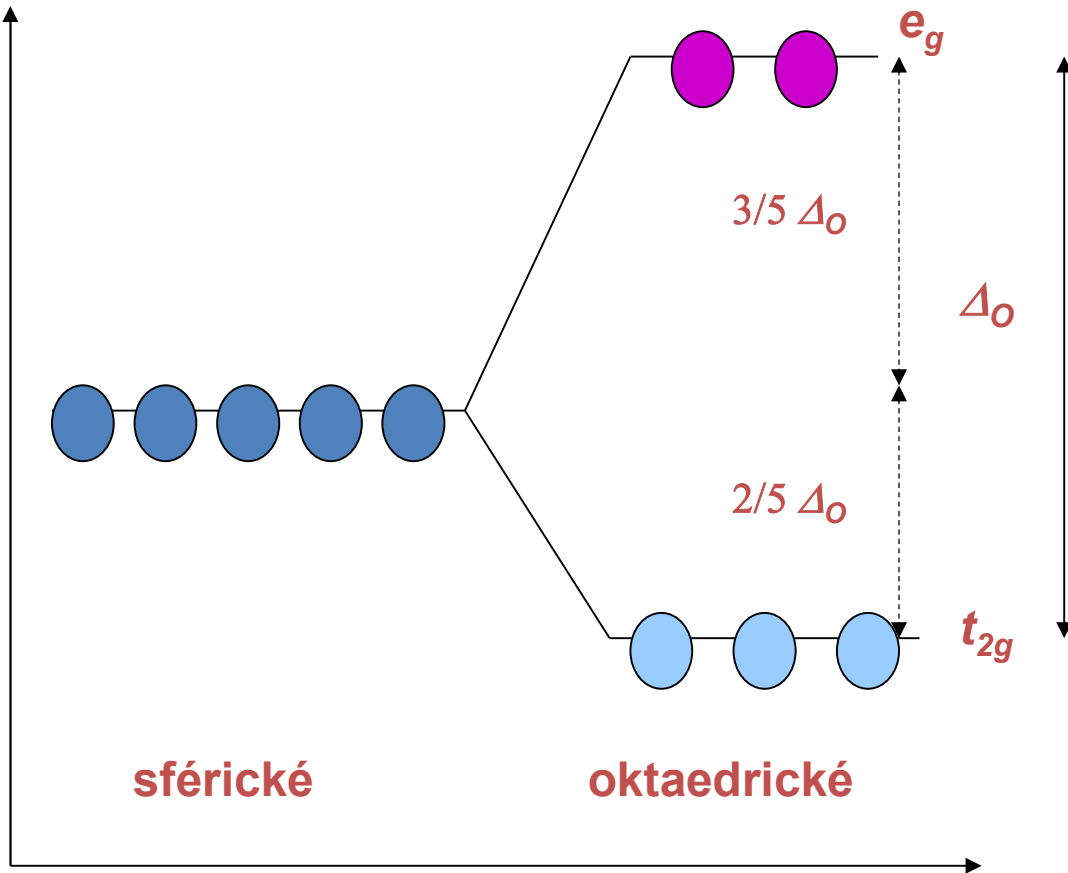 e_g
3/5 Δ_O
Δ_O
2/5 Δ_O
t_2g
sférické oktaedrické